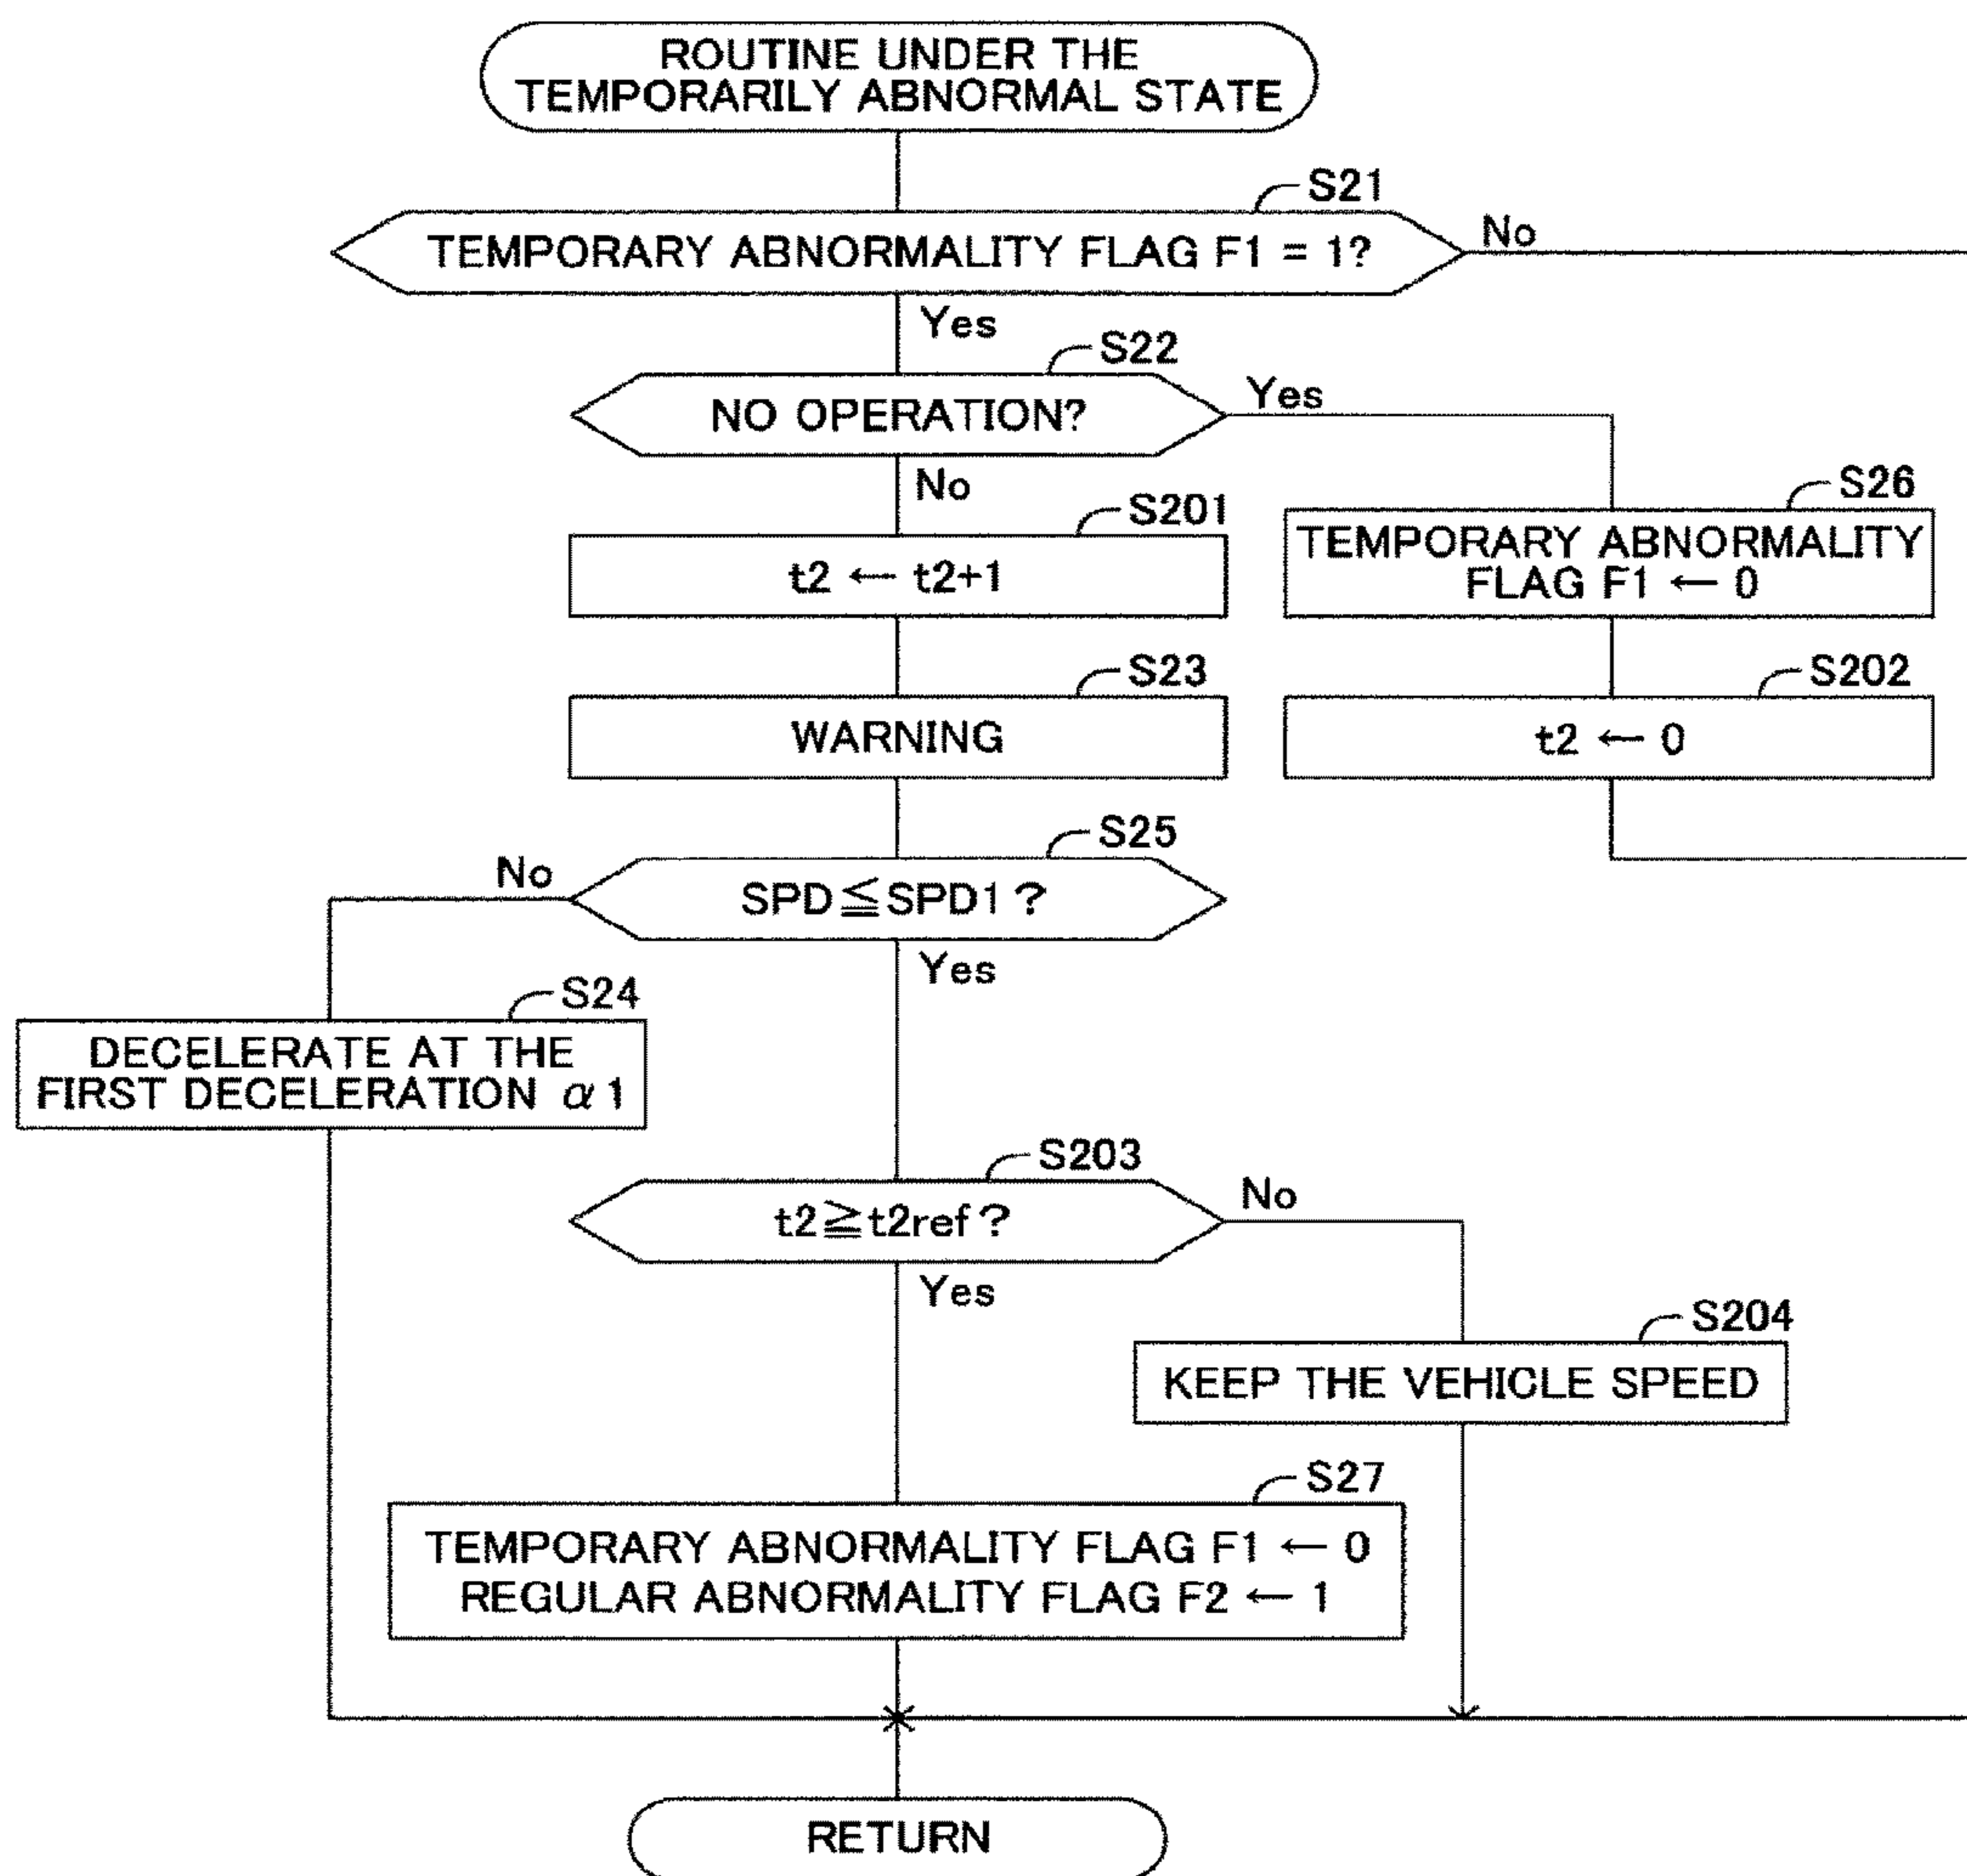 ROUTINE UNDER THE
TEMPORARILY ABNORMAL STATE
S21
TEMPORARY ABNORMALITY FLAG F1 = 1?
No
Yes
S22
NO OPERATION?
Yes
No
S201
t2 ← t2+1
S26
TEMPORARY ABNORMALITY
FLAG F1 ← 0
S23
WARNING
S202
t2 ← 0
S25
SPD≦SPD1?
No
Yes
S24
DECELERATE AT THE
FIRST DECELERATION α1
S203
t2≧t2ref?
No
Yes
S204
KEEP THE VEHICLE SPEED
S27
TEMPORARY ABNORMALITY FLAG F1 ← 0
REGULAR ABNORMALITY FLAG F2 ← 1
RETURN